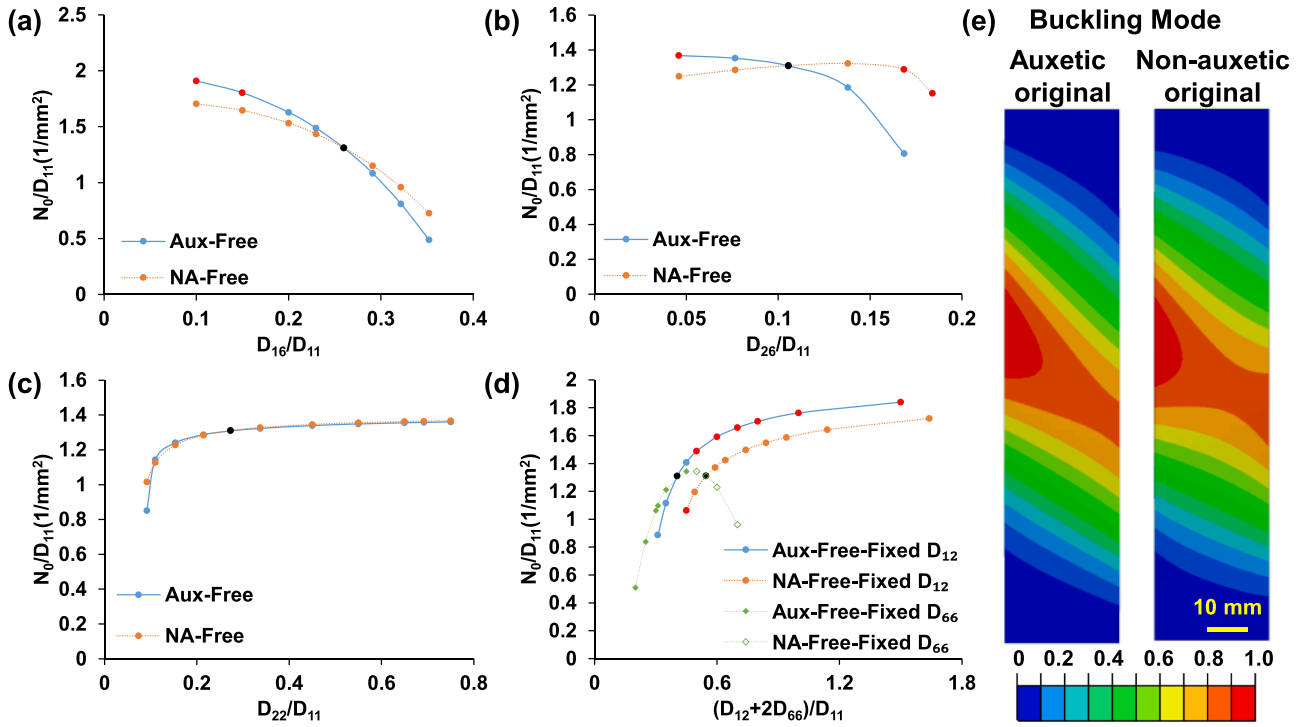 (a)
2.5
2
1.5
1
0.5
0
N₀/D₁₁(1/mm²)
Aux-Free
NA-Free
0 0.1 0.2 0.3 0.4
D₁₆/D₁₁
(b)
1.6
1.4
1.2
1
0.8
0.6
0.4
0.2
0
N₀/D₁₁(1/mm²)
Aux-Free
NA-Free
0 0.05 0.1 0.15 0.2
D₂₆/D₁₁
(c)
1.6
1.4
1.2
1
0.8
0.6
0.4
0.2
0
N₀/D₁₁(1/mm²)
Aux-Free
NA-Free
0 0.2 0.4 0.6 0.8
D₂₂/D₁₁
(d)
2
1.8
1.6
1.4
1.2
1
0.8
0.6
0.4
0.2
0
N₀/D₁₁(1/mm²)
Aux-Free-Fixed D₁₂
NA-Free-Fixed D₁₂
Aux-Free-Fixed D₆₆
NA-Free-Fixed D₆₆
0 0.6 1.2 1.8
(D₁₂+2D₆₆)/D₁₁
(e)
Buckling Mode
Auxetic
original
Non-auxetic
original
10 mm
0 0.2 0.4 0.6 0.8 1.0